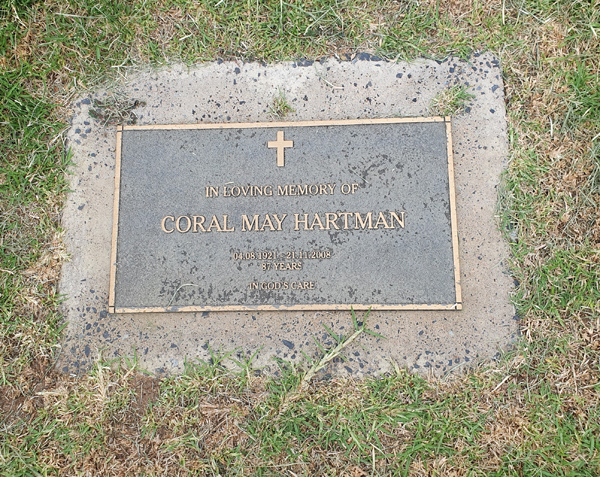 IN LOVING MEMORY OF
CORAL MAY HARTMAN
04.08.1921 - 21.11.2008
87 YEARS
IN GOD'S CARE